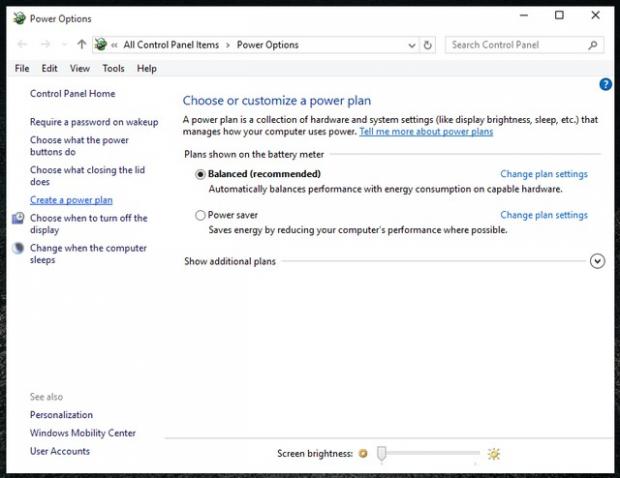 Power Options
« All Control Panel Items > Power Options
Search Control Panel
File Edit View Tools Help
Control Panel Home
Require a password on wakeup
Choose what the power
buttons do
Choose what closing the lid
does
Create a power plan
Choose when to turn off the
display
Change when the computer
sleeps
Choose or customize a power plan
A power plan is a collection of hardware and system settings (like display brightness, sleep, etc.) that
manages how your computer uses power. Tell me more about power plans
Plans shown on the battery meter
Balanced (recommended) Change plan settings
Automatically balances performance with energy consumption on capable hardware.
Power saver Change plan settings
Saves energy by reducing your computer's performance where possible.
Show additional plans
See also
Personalization
Windows Mobility Center
User Accounts
Screen brightness: